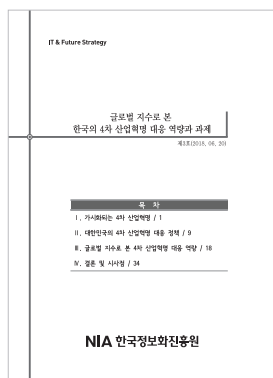 IT & Future Strategy
글로벌 지수로 본
한국의 4차 산업혁명 대응 역량과 과제
제3호(2018. 06. 20)
목 차
Ⅰ. 가시화되는 4차 산업혁명 / 1
Ⅱ. 대한민국의 4차 산업혁명 대응 정책 / 9
Ⅲ. 글로벌 지수로 본 4차 산업혁명 대응 역량 / 18
Ⅳ. 결론 및 시사점 / 34
NIA 한국정보화진흥원